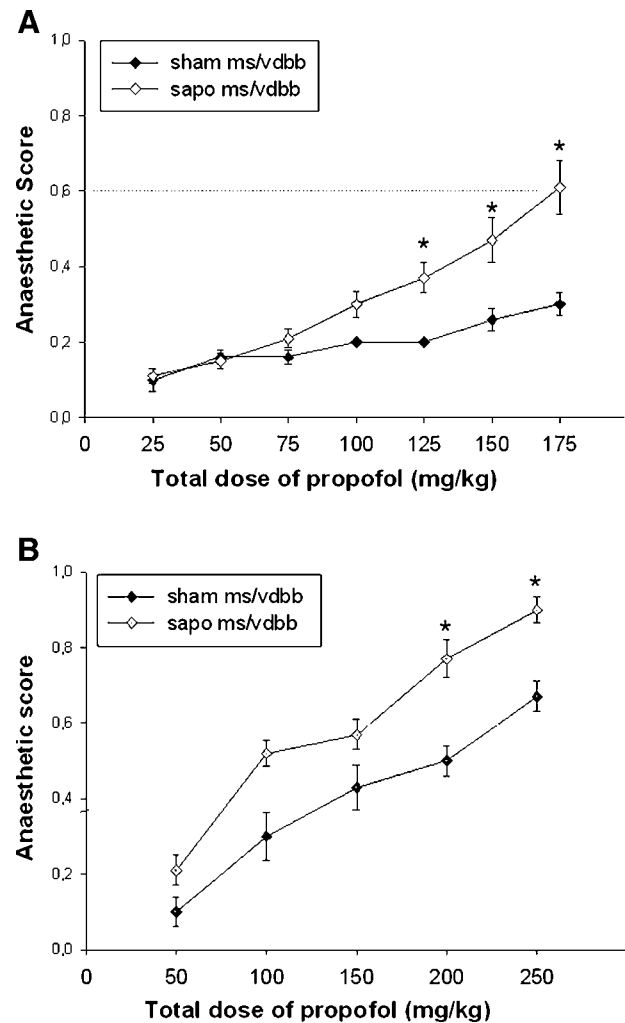 A
1,0
0,8
0,6
0,4
0,2
0,0
Anaesthetic Score
sham ms/vdbb
sapo ms/vdbb
*
*
*
0 25 50 75 100 125 150 175
Total dose of propofol (mg/kg)
B
1,0
0,8
0,6
0,4
0,2
0,0
Anaesthetic score
sham ms/vdbb
sapo ms/vdbb
*
*
0 50 100 150 200 250
Total dose of propofol (mg/kg)